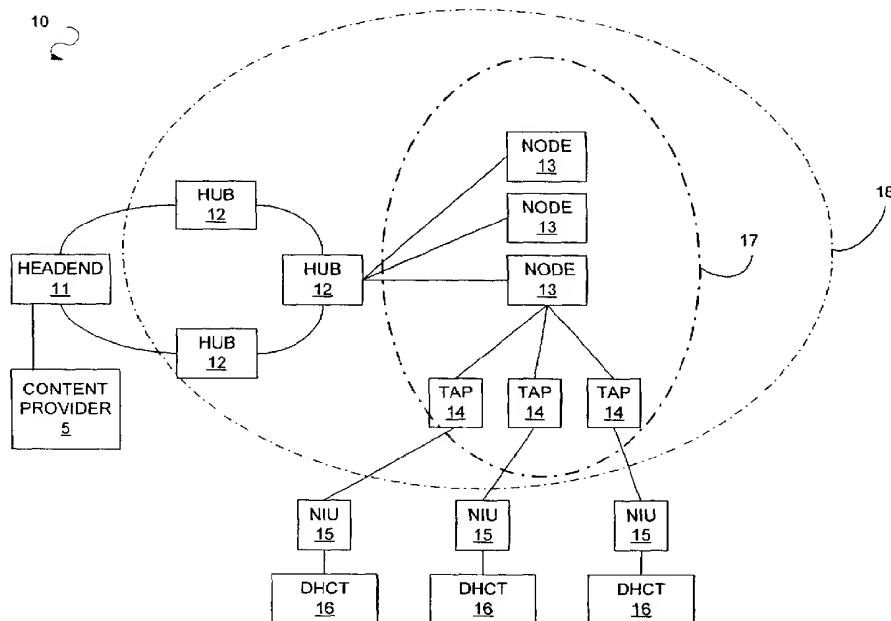 10
NODE
13
NODE
13
18
HUB
12
17
HEADEND
11
HUB
12
NODE
13
HUB
12
CONTENT
PROVIDER
5
TAP
14
TAP
14
TAP
14
NIU
15
NIU
15
NIU
15
DHCT
16
DHCT
16
DHCT
16